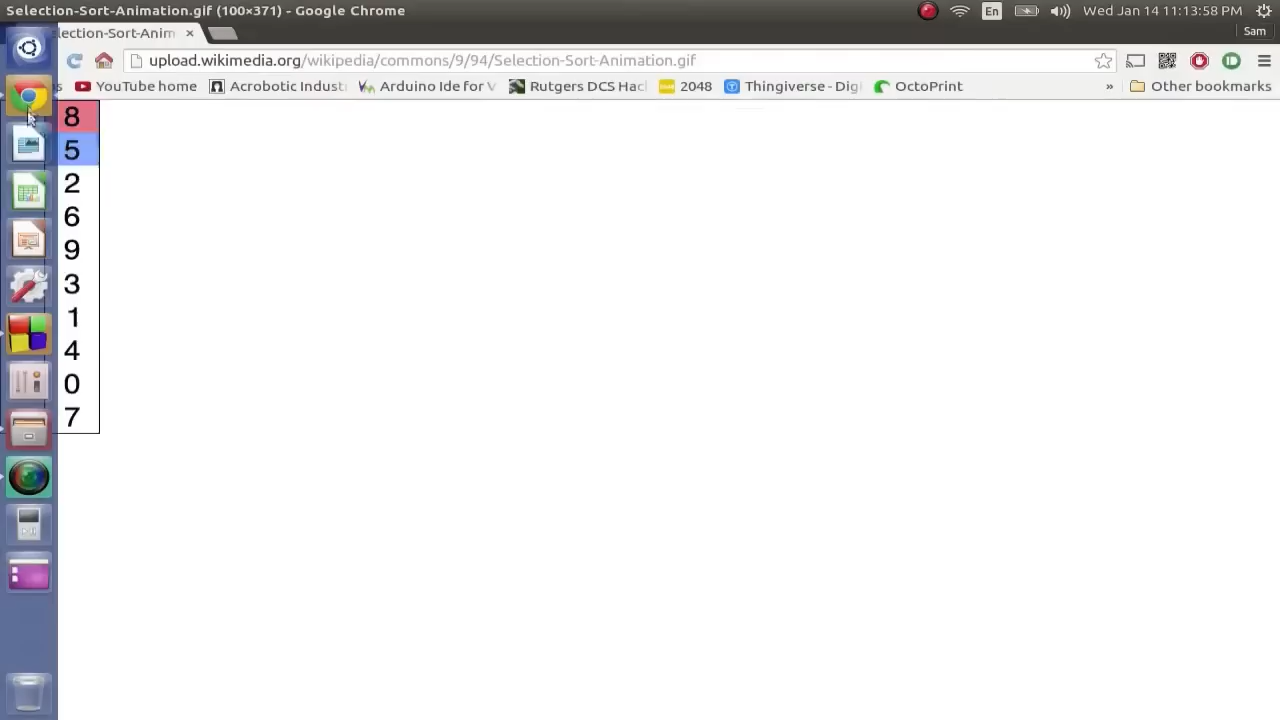 Selection-Sort-Animation.gif (100×371) - Google Chrome
En
Wed Jan 14 11:13:58 PM
election-Sort-Anim ×
Sam
upload.wikimedia.org/wikipedia/commons/9/94/Selection-Sort-Animation.gif
s YouTube home Acrobotic Indust Arduino Ide for V Rutgers DCS Hac 2048 Thingiverse - Digi OctoPrint » Other bookmarks
8
5
2
6
9
3
1
4
0
7